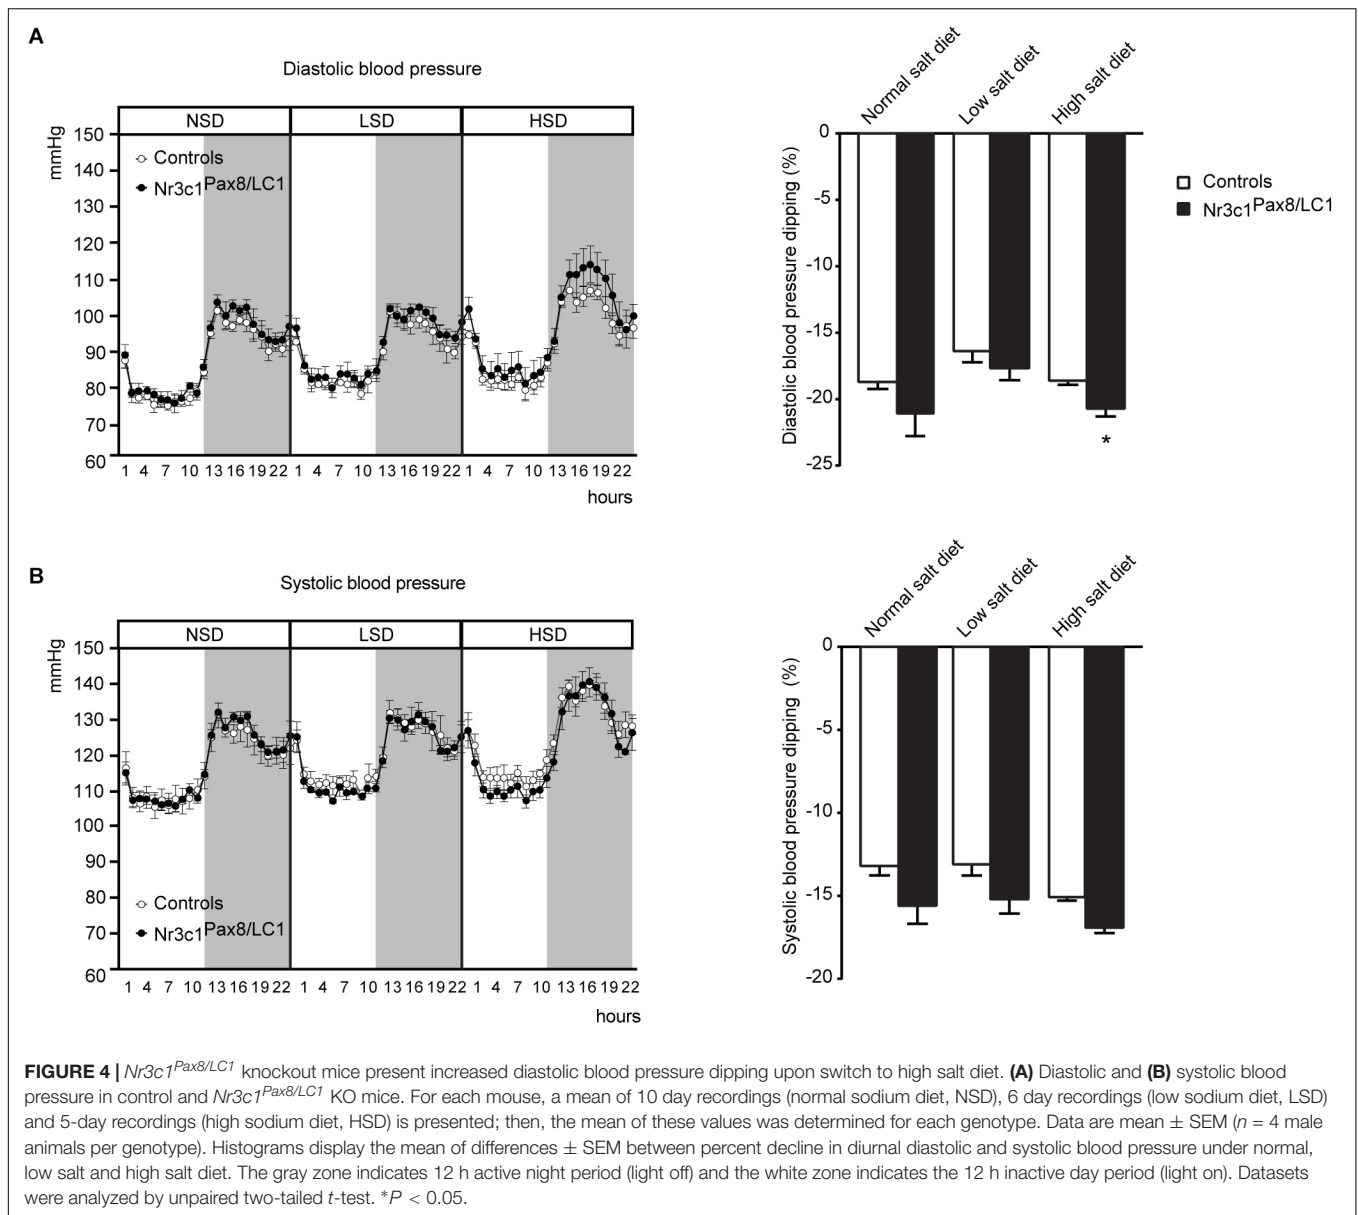 A
Diastolic blood pressure
NSD LSD HSD
mmHg
150
140
130
120
110
100
90
80
70
60
Controls
Nr3c1Pax8/LC1
1 4 7 10 13 16 19 22 1 4 7 10 13 16 19 22 1 4 7 10 13 16 19 22
hours
Normal salt diet
Low salt diet
High salt diet
Diastolic blood pressure dipping (%)
0
-5
-10
-15
-20
-25
*
Controls
Nr3c1Pax8/LC1
B
Systolic blood pressure
NSD LSD HSD
mmHg
150
140
130
120
110
100
90
80
70
60
Controls
Nr3c1Pax8/LC1
1 4 7 10 13 16 19 22 1 4 7 10 13 16 19 22 1 4 7 10 13 16 19 22
hours
Normal salt diet
Low salt diet
High salt diet
Systolic blood pressure dipping (%)
0
-5
-10
-15
-20
FIGURE 4 | Nr3c1Pax8/LC1 knockout mice present increased diastolic blood pressure dipping upon switch to high salt diet. (A) Diastolic and (B) systolic blood
pressure in control and Nr3c1Pax8/LC1 KO mice. For each mouse, a mean of 10 day recordings (normal sodium diet, NSD), 6 day recordings (low sodium diet, LSD)
and 5-day recordings (high sodium diet, HSD) is presented; then, the mean of these values was determined for each genotype. Data are mean ± SEM (n = 4 male
animals per genotype). Histograms display the mean of differences ± SEM between percent decline in diurnal diastolic and systolic blood pressure under normal,
low salt and high salt diet. The gray zone indicates 12 h active night period (light off) and the white zone indicates the 12 h inactive day period (light on). Datasets
were analyzed by unpaired two-tailed t-test. *P < 0.05.